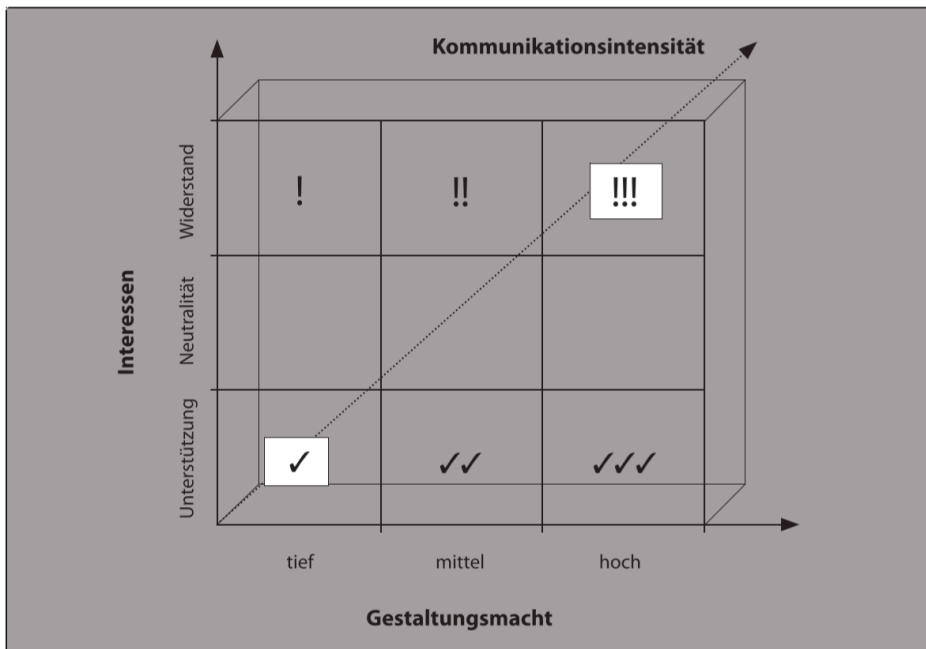 Kommunikationsintensität
Widerstand
!
!!
!!!
Interessen
Neutralität
Unterstützung
✓
✓✓
✓✓✓
tief
mittel
hoch
Gestaltungsmacht